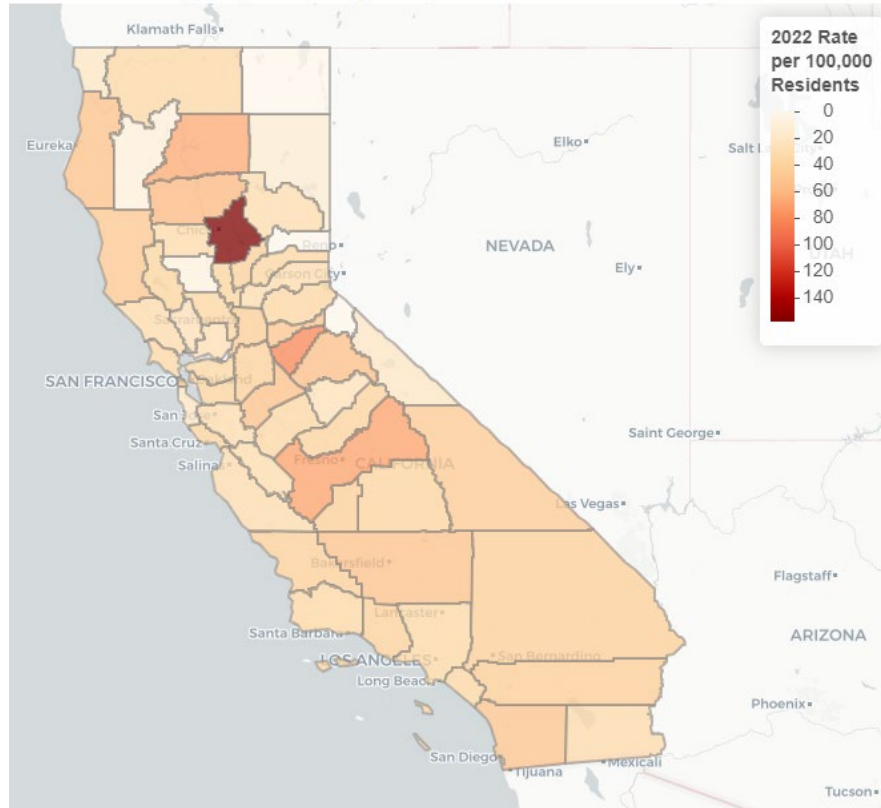 Klamath Falls
2022 Rate
per 100,000
Residents
0
20
40
60
80
100
120
140
Eureka
Elko
Salt Lake City
Chico
Reno
NEVADA
UTAH
Carson City
Ely
Sacramento
SAN FRANCISCO
Oakland
San Jose
Santa Cruz
Saint George
Salinas
Fresno
CALIFORNIA
Las Vegas
Bakersfield
Flagstaff
Lancaster
Santa Barbara
ARIZONA
LOS ANGELES
San Bernardino
Long Beach
Phoenix
San Diego
Mexicali
Tijuana
Tucson